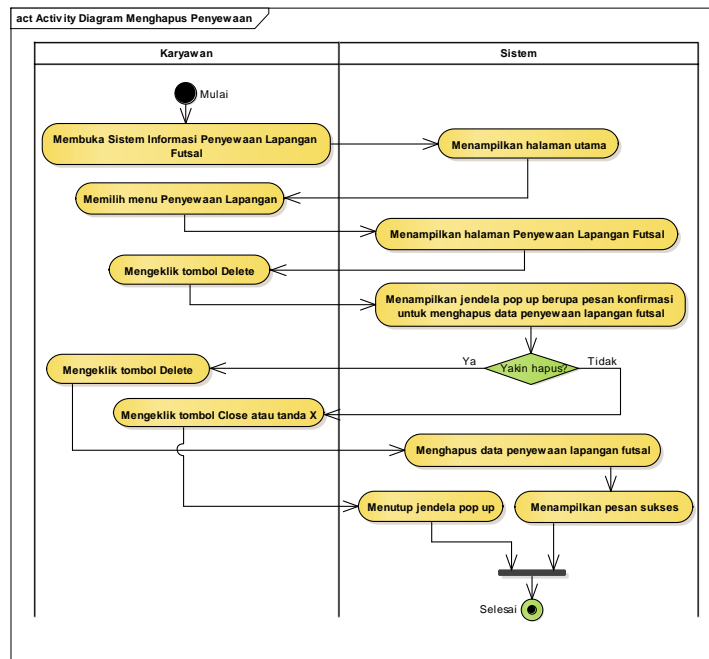 act Activity Diagram Menghapus Penyewaan
Karyawan
Sistem
Mulai
Membuka Sistem Informasi Penyewaan Lapangan
Futsal
Menampilkan halaman utama
Memilih menu Penyewaan Lapangan
Menampilkan halaman Penyewaan Lapangan Futsal
Mengeklik tombol Delete
Menampilkan jendela pop up berupa pesan konfirmasi
untuk menghapus data penyewaan lapangan futsal
Ya
Yakin hapus?
Tidak
Mengeklik tombol Delete
Mengeklik tombol Close atau tanda X
Menghapus data penyewaan lapangan futsal
Menutup jendela pop up
Menampilkan pesan sukses
Selesai